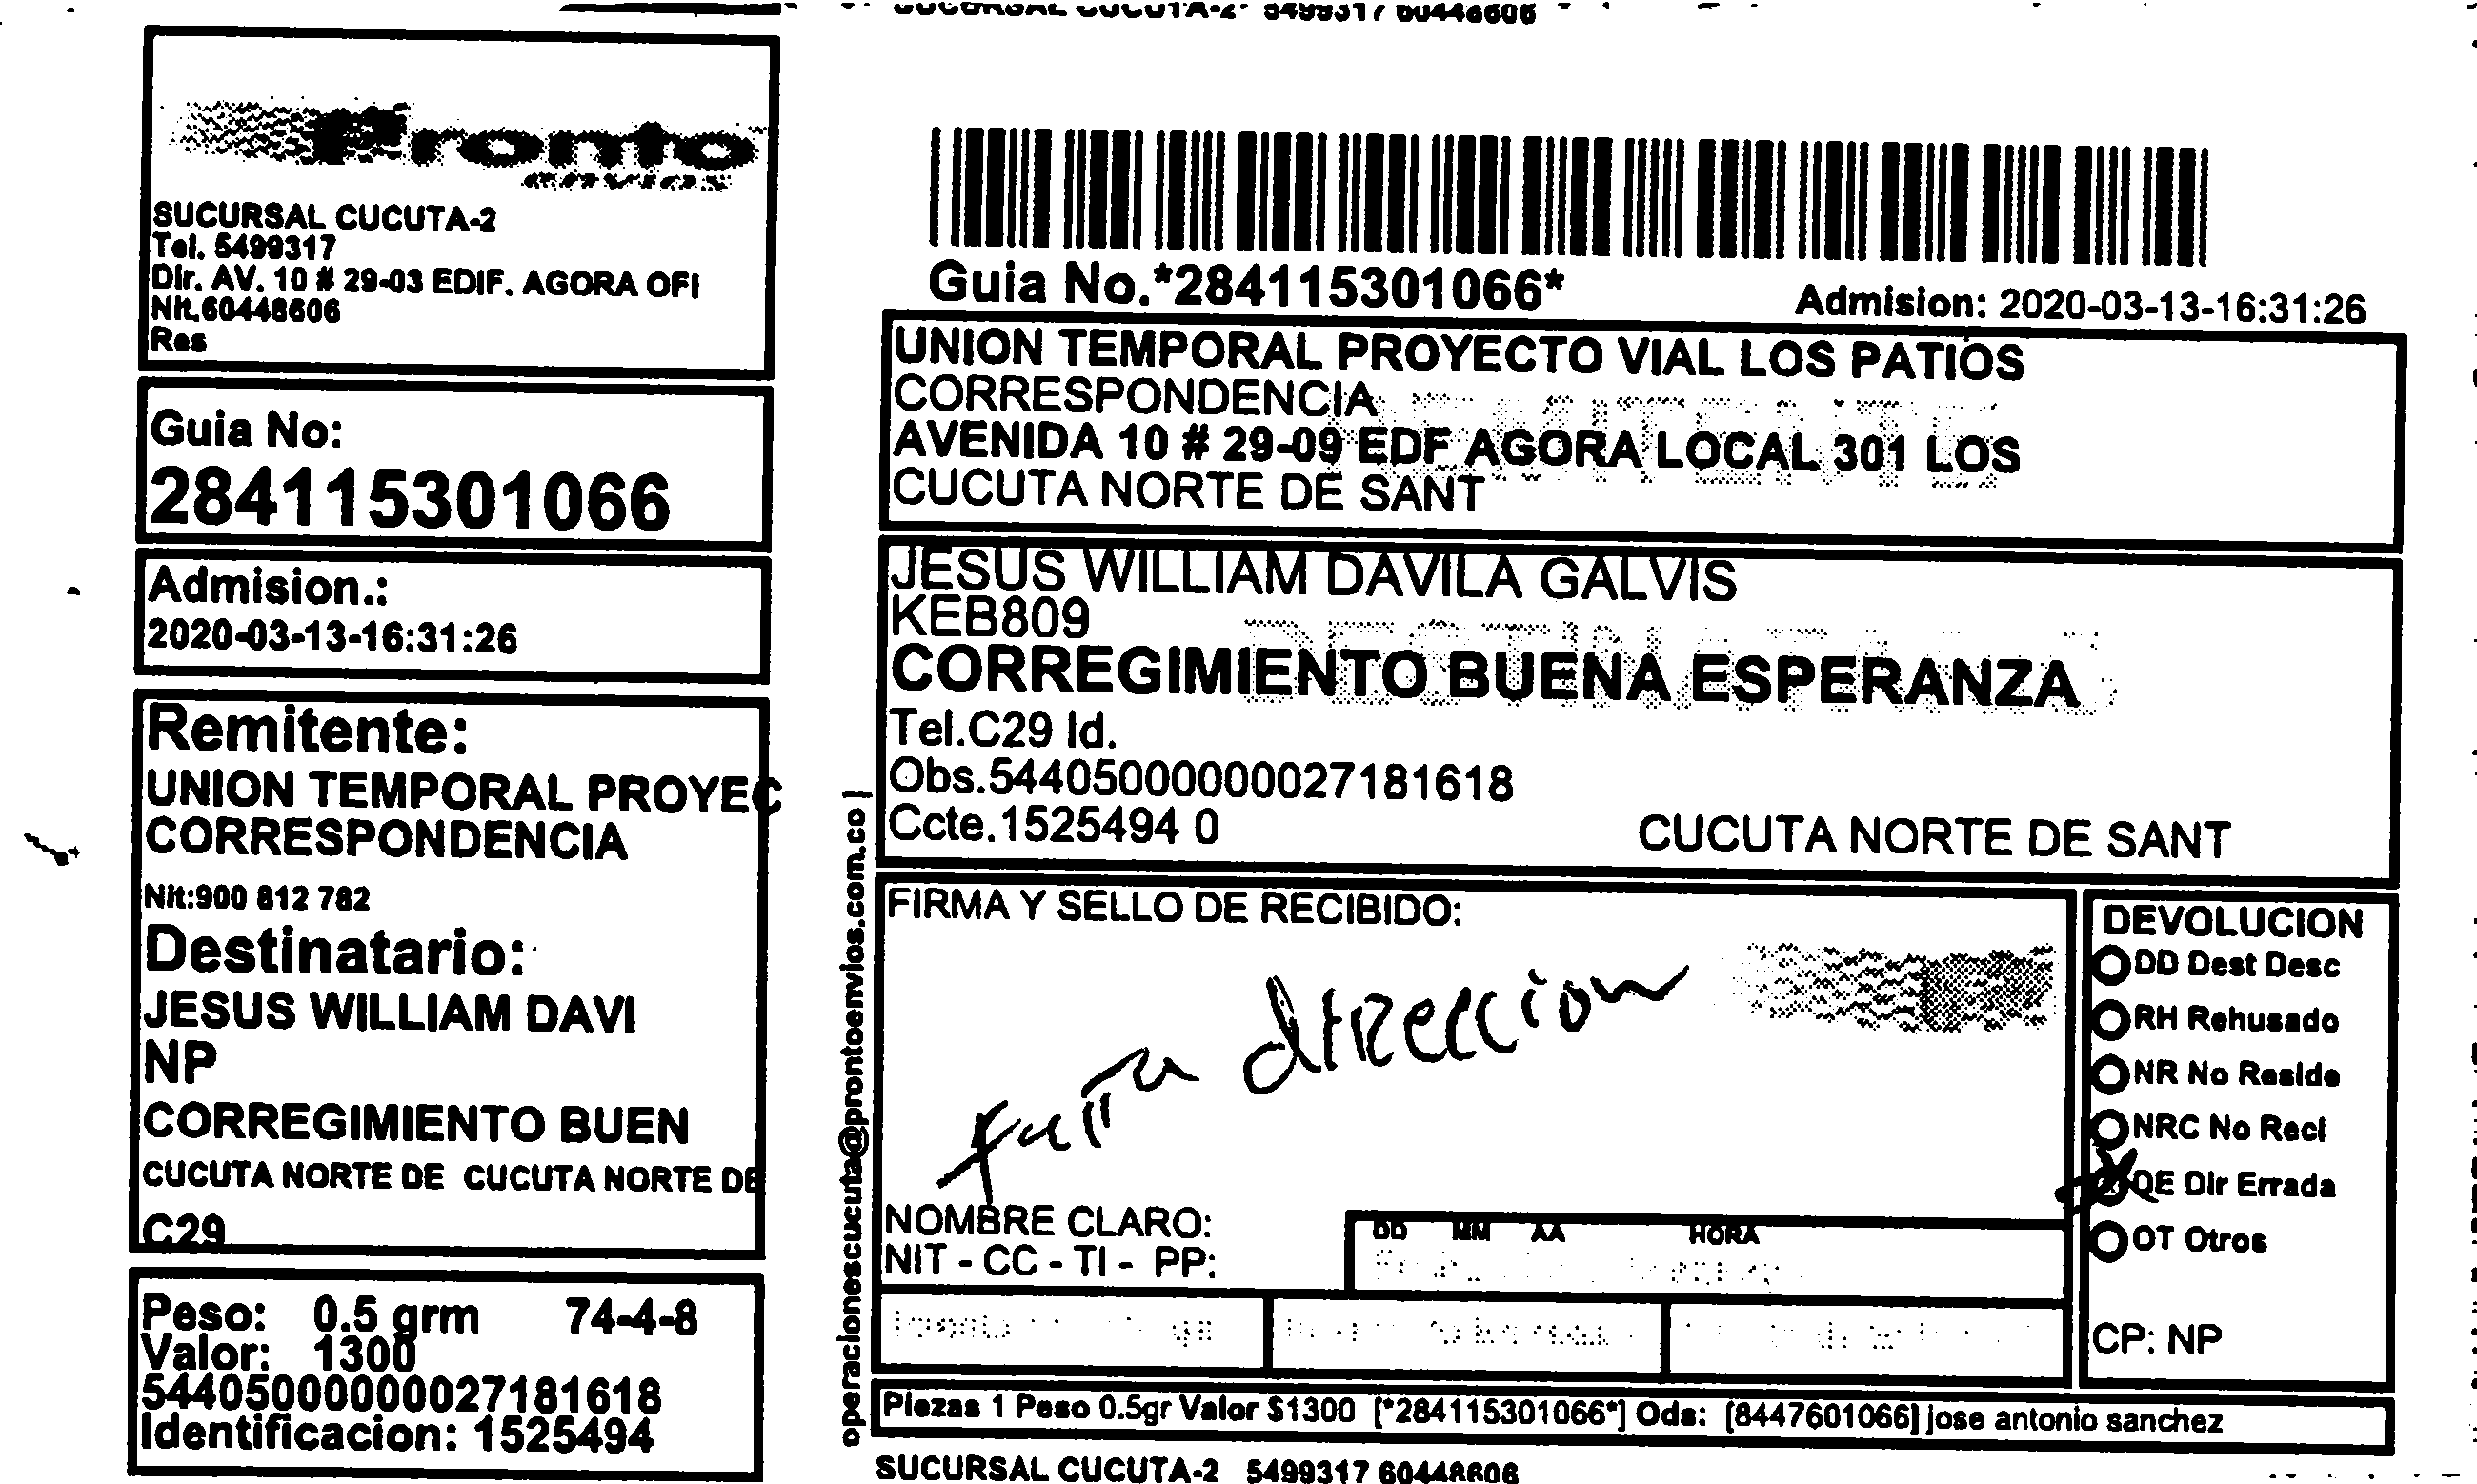 SUCURSAL CUCUTA-2 5499317 60448606
Pronto
SUCURSAL CUCUTA-2
Tel. 5499317
Dir. AV. 10 # 29-03 EDIF. AGORA OFI
Nit.60448606
Res
Guia No:
284115301066
Admision.:
2020-03-13-16:31:26
Remitente:
UNION TEMPORAL PROYEC
CORRESPONDENCIA
Nit:900 812 782
Destinatario:
JESUS WILLIAM DAVI
NP
CORREGIMIENTO BUEN
CUCUTA NORTE DE CUCUTA NORTE DE
C29
Peso: 0.5 grm 74-4-8
Valor: 1300
544050000000027181618
Identificacion: 1525494
operacionescucuta@prontoenvios.com.co |
Guia No.*284115301066*
Admision: 2020-03-13-16:31:26
UNION TEMPORAL PROYECTO VIAL LOS PATIOS
CORRESPONDENCIA
REMITENTE
AVENIDA 10 # 29-09 EDF AGORA LOCAL 301 LOS
CUCUTA NORTE DE SANT
JESUS WILLIAM DAVILA GALVIS
KEB809
DESTINATARIO
CORREGIMIENTO BUENA ESPERANZA
Tel.C29 Id.
Obs.544050000000027181618
Ccte.1525494 0
CUCUTA NORTE DE SANT
FIRMA Y SELLO DE RECIBIDO:
falta direccion
NOMBRE CLARO:
NIT - CC - TI - PP:
DD MM AA HORA
DEVOLUCION
DD Dest Desc
RH Rehusado
NR No Reside
NRC No Recl
DE Dir Errada
OT Otros
CP: NP
Piezas 1 Peso 0.5gr Valor $1300 [*284115301066*] Ods: [8447601066] jose antonio sanchez
SUCURSAL CUCUTA-2 5499317 60448606